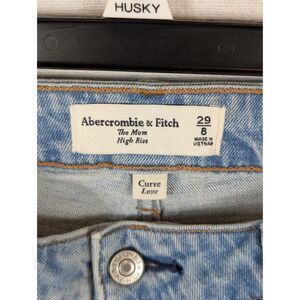 HUSKY
Abercrombie & Fitch
The Mom
High Rise
29
8
MADE IN
VIETNAM
Curve
Love